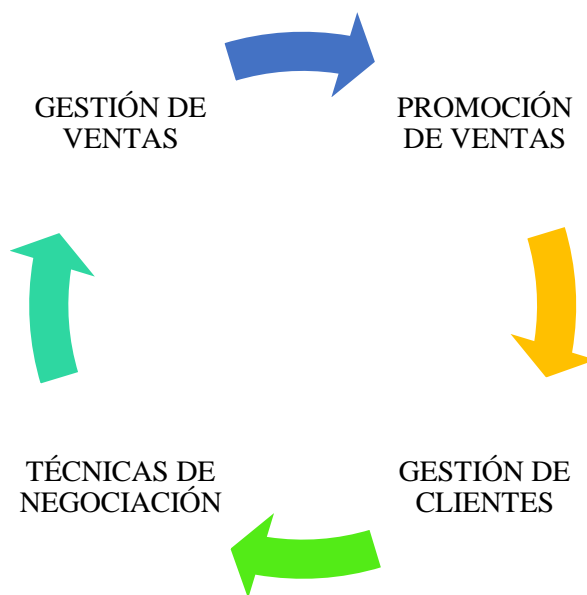 GESTIÓN DE
VENTAS
PROMOCIÓN
DE VENTAS
TÉCNICAS DE
NEGOCIACIÓN
GESTIÓN DE
CLIENTES